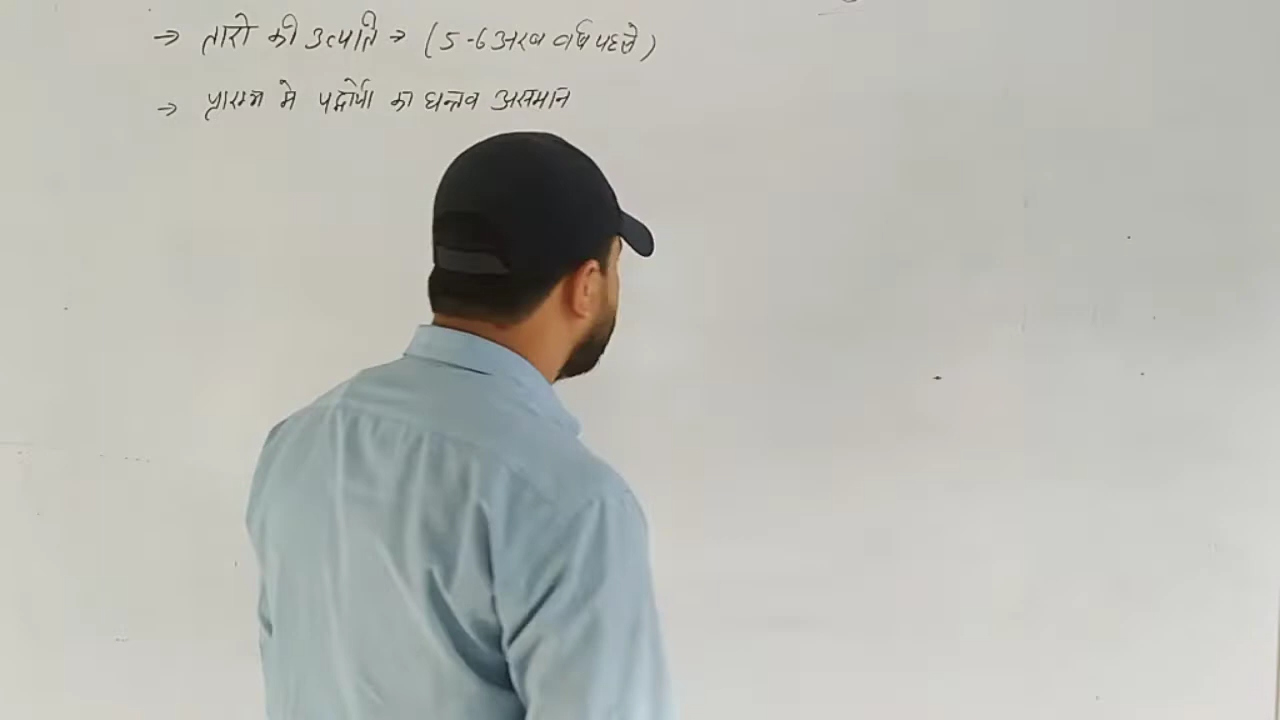 → तारो की उत्पति → (5-6 अरब वर्ष पहले)
→ प्रारम्भ मे पदार्थो का घनत्व असमान